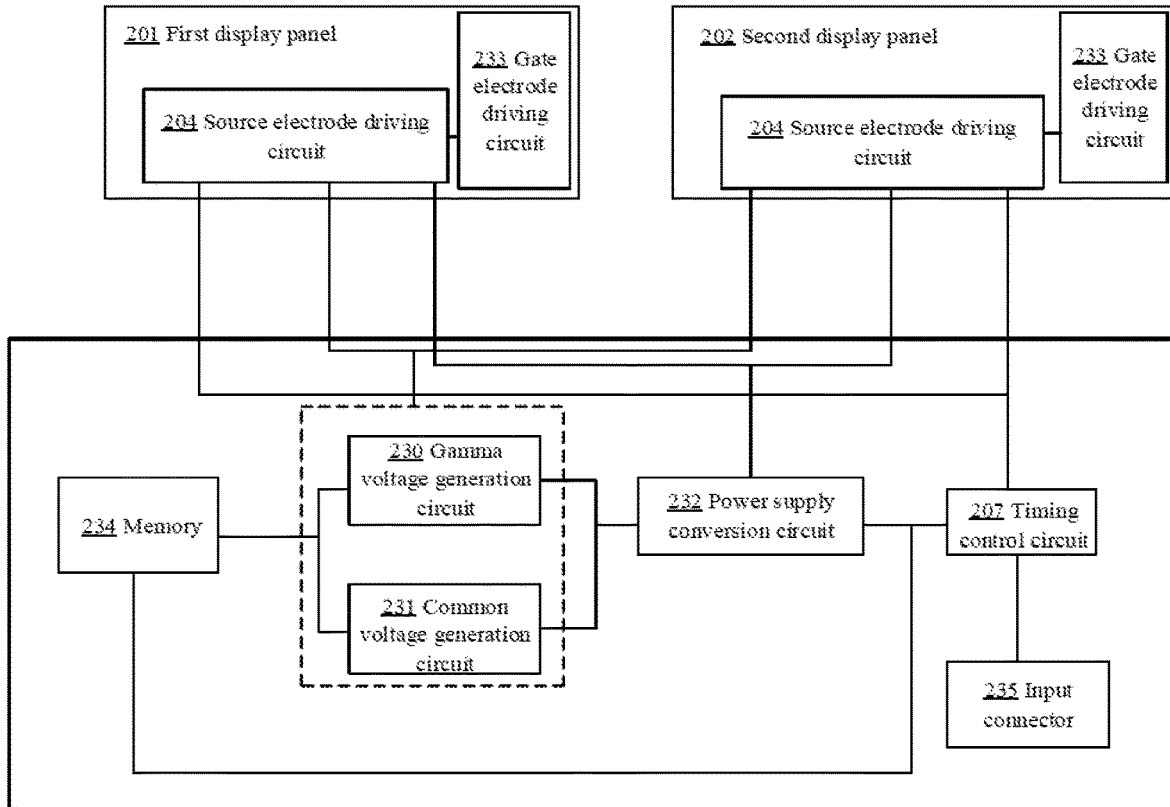 201 First display panel
233 Gate
electrode
driving
circuit
204 Source electrode driving
circuit
202 Second display panel
233 Gate
electrode
driving
circuit
204 Source electrode driving
circuit
230 Gamma
voltage generation
circuit
234 Memory
232 Power supply
conversion circuit
207 Timing
control circuit
231 Common
voltage generation
circuit
235 Input
connector